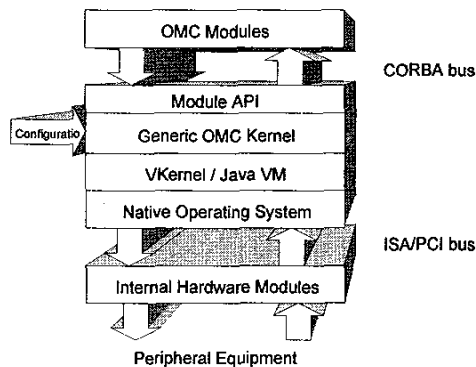 OMC Modules
CORBA bus
Module API
Configuratio
Generic OMC Kernel
VKernel / Java VM
Native Operating System
ISA/PCI bus
Internal Hardware Modules
Peripheral Equipment